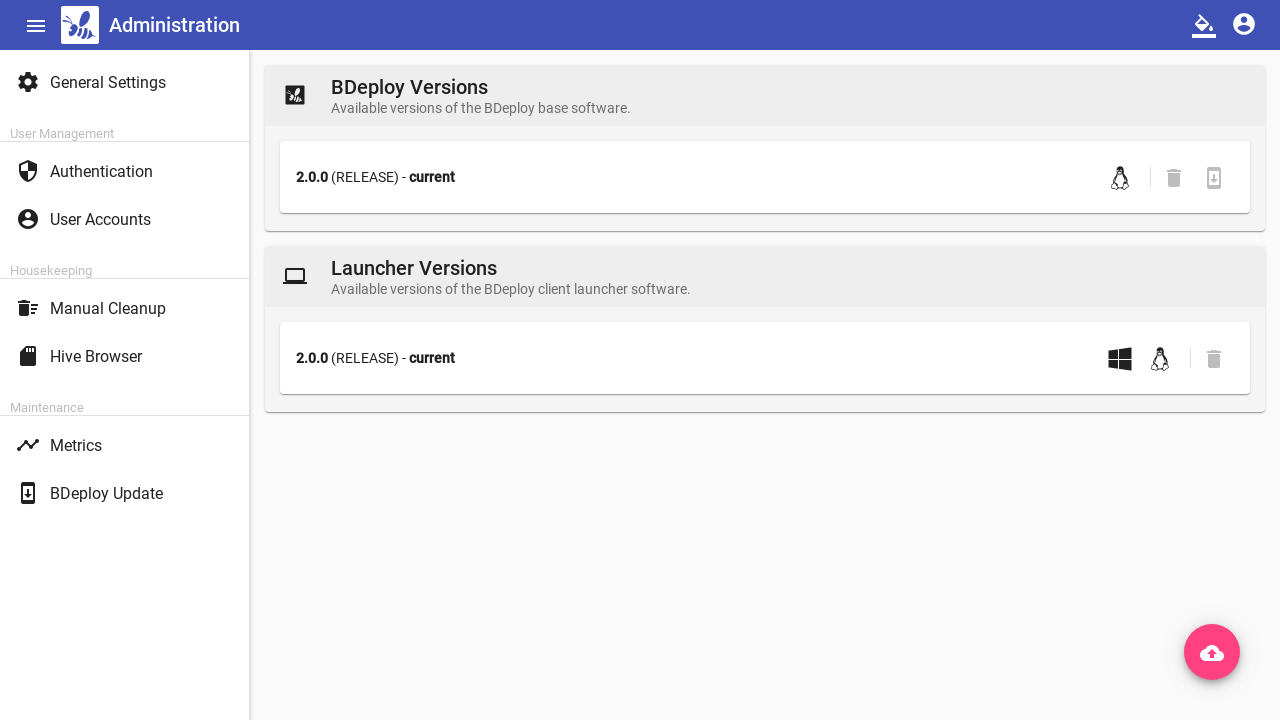 Administration
General Settings
User Management
Authentication
User Accounts
Housekeeping
Manual Cleanup
Hive Browser
Maintenance
Metrics
BDeploy Update
BDeploy Versions
Available versions of the BDeploy base software.
2.0.0 (RELEASE) - current
Launcher Versions
Available versions of the BDeploy client launcher software.
2.0.0 (RELEASE) - current